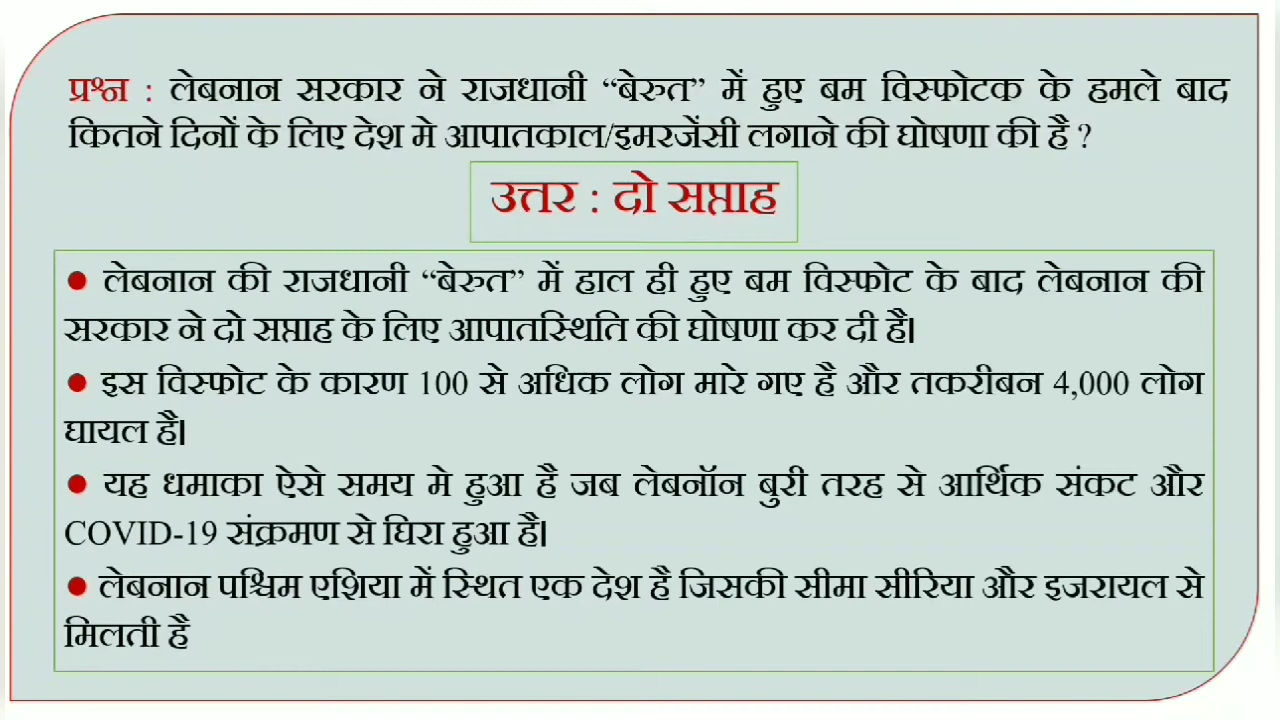 प्रश्न : लेबनान सरकार ने राजधानी “बेरुत” में हुए बम विस्फोटक के हमले बाद
कितने दिनों के लिए देश मे आपातकाल/इमरजेंसी लगाने की घोषणा की है ?
उत्तर : दो सप्ताह
● लेबनान की राजधानी “बेरुत” में हाल ही हुए बम विस्फोट के बाद लेबनान की
सरकार ने दो सप्ताह के लिए आपातस्थिति की घोषणा कर दी है।
● इस विस्फोट के कारण 100 से अधिक लोग मारे गए है और तकरीबन 4,000 लोग
घायल है।
● यह धमाका ऐसे समय मे हुआ है जब लेबनॉन बुरी तरह से आर्थिक संकट और
COVID-19 संक्रमण से घिरा हुआ है।
● लेबनान पश्चिम एशिया में स्थित एक देश है जिसकी सीमा सीरिया और इजरायल से
मिलती है